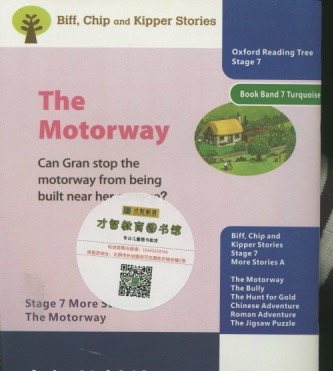 Biff, Chip and Kipper Stories
Oxford Reading Tree
Stage 7
Book Band 7 Turquoise
The
Motorway
Can Gran stop the
motorway from being
built near her
才智教育图书馆
Biff, Chip and
Kipper Stories
Stage 7
More Stories A
The Motorway
The Bully
The Hunt for Gold
Chinese Adventure
Roman Adventure
The Jigsaw Puzzle
Stage 7 More
The Motorway